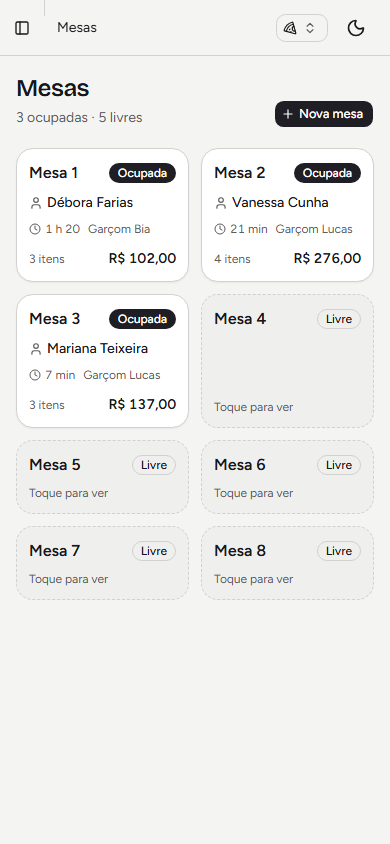 Mesas
Mesas
3 ocupadas · 5 livres
Nova mesa
Mesa 1 Ocupada
Débora Farias
1 h 20 Garçom Bia
3 itens R$ 102,00
Mesa 2 Ocupada
Vanessa Cunha
21 min Garçom Lucas
4 itens R$ 276,00
Mesa 3 Ocupada
Mariana Teixeira
7 min Garçom Lucas
3 itens R$ 137,00
Mesa 4 Livre
Toque para ver
Mesa 5 Livre
Toque para ver
Mesa 6 Livre
Toque para ver
Mesa 7 Livre
Toque para ver
Mesa 8 Livre
Toque para ver